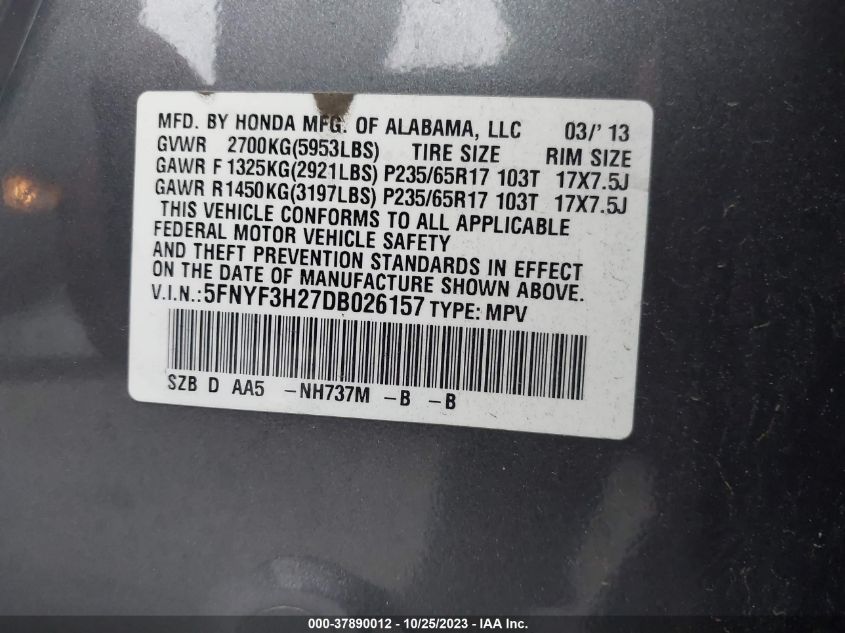 MFD. BY HONDA MFG. OF ALABAMA, LLC 03/'13
GVWR 2700KG(5953LBS) TIRE SIZE RIM SIZE
GAWR F 1325KG(2921LBS) P235/65R17 103T 17X7.5J
GAWR R1450KG(3197LBS) P235/65R17 103T 17X7.5J
THIS VEHICLE CONFORMS TO ALL APPLICABLE
FEDERAL MOTOR VEHICLE SAFETY
AND THEFT PREVENTION STANDARDS IN EFFECT
ON THE DATE OF MANUFACTURE SHOWN ABOVE.
V.I.N.:5FNYF3H27DB026157 TYPE: MPV
SZB D AA5 -NH737M -B -B
000-37890012 - 10/25/2023 - IAA Inc.